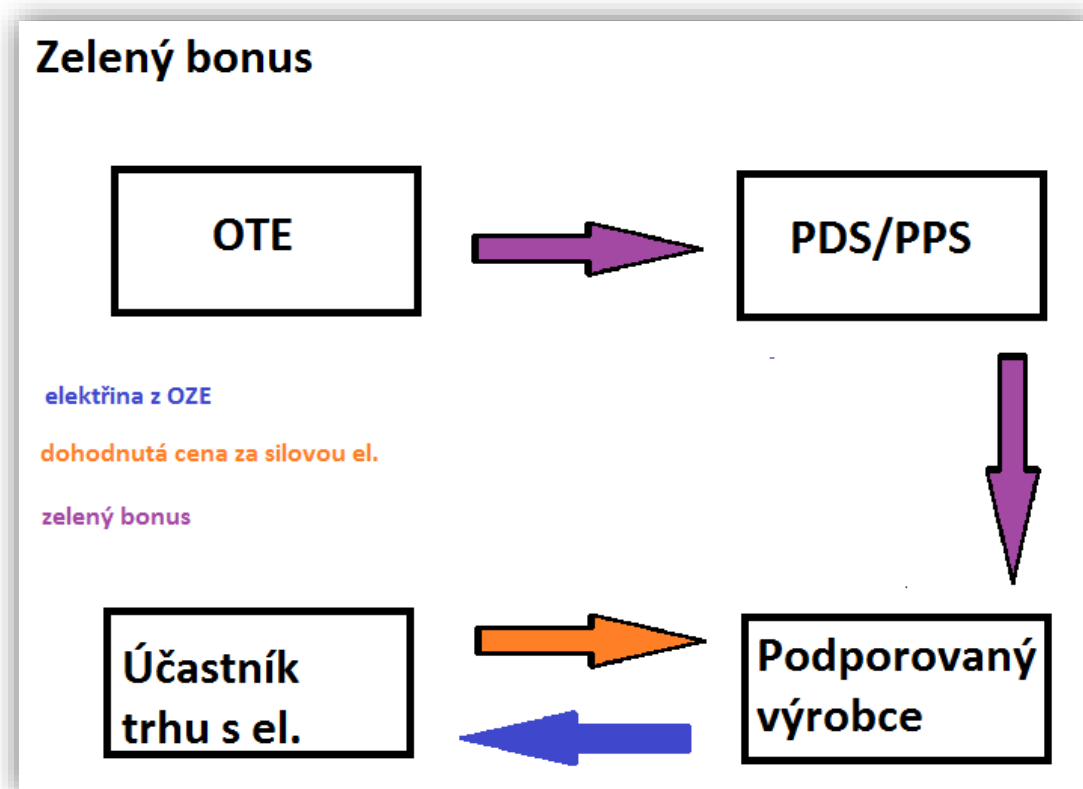 Zelený bonus
OTE
PDS/PPS
elektřina z OZE
dohodnutá cena za silovou el.
zelený bonus
Účastník
trhu s el.
Podporovaný
výrobce